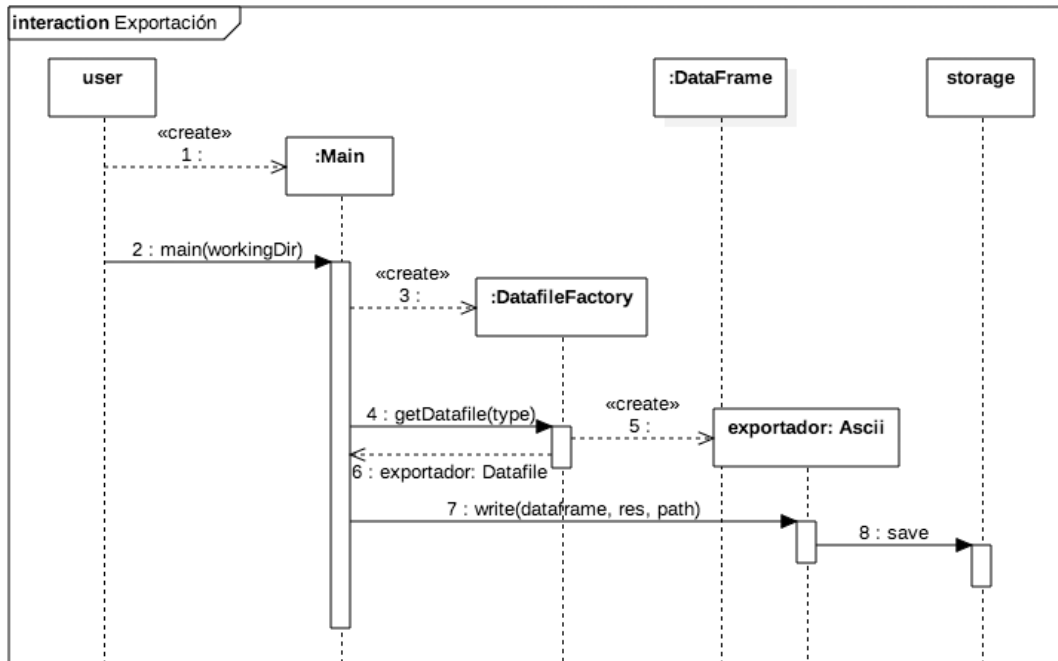 interaction Exportación
user
:DataFrame
storage
«create»
1 :
:Main
2 : main(workingDir)
«create»
3 :
:DatafileFactory
4 : getDatafile(type)
«create»
5 :
exportador: Ascii
6 : exportador: Datafile
7 : write(dataframe, res, path)
8 : save